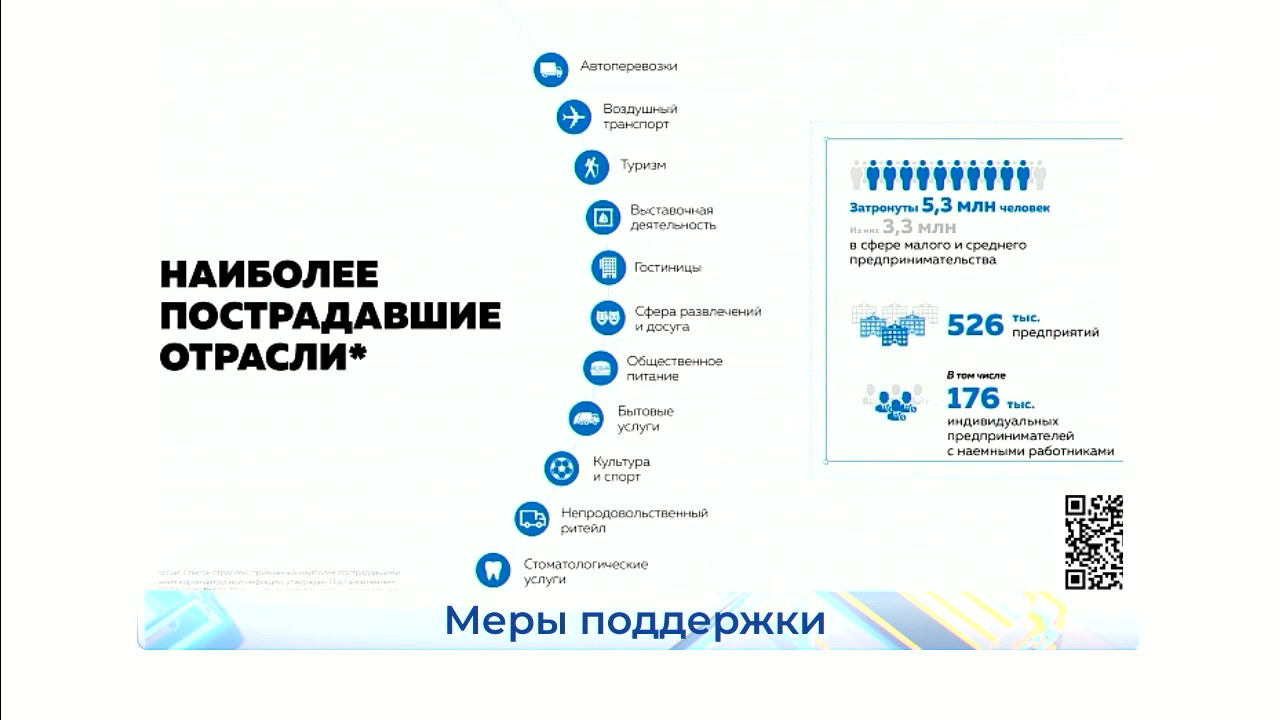 НАИБОЛЕЕ
ПОСТРАДАВШИЕ
ОТРАСЛИ*
Автоперевозки
Воздушный
транспорт
Туризм
Выставочная
деятельность
Гостиницы
Сфера развлечений
и досуга
Общественное
питание
Бытовые
услуги
Культура
и спорт
Непродовольственный
ритейл
Стоматологические
услуги
Затронуты 5,3 млн человек
Из них 3,3 млн
в сфере малого и среднего
предпринимательства
526 тыс.
предприятий
В том числе
176 тыс.
индивидуальных
предпринимателей
с наемными работниками
Меры поддержки